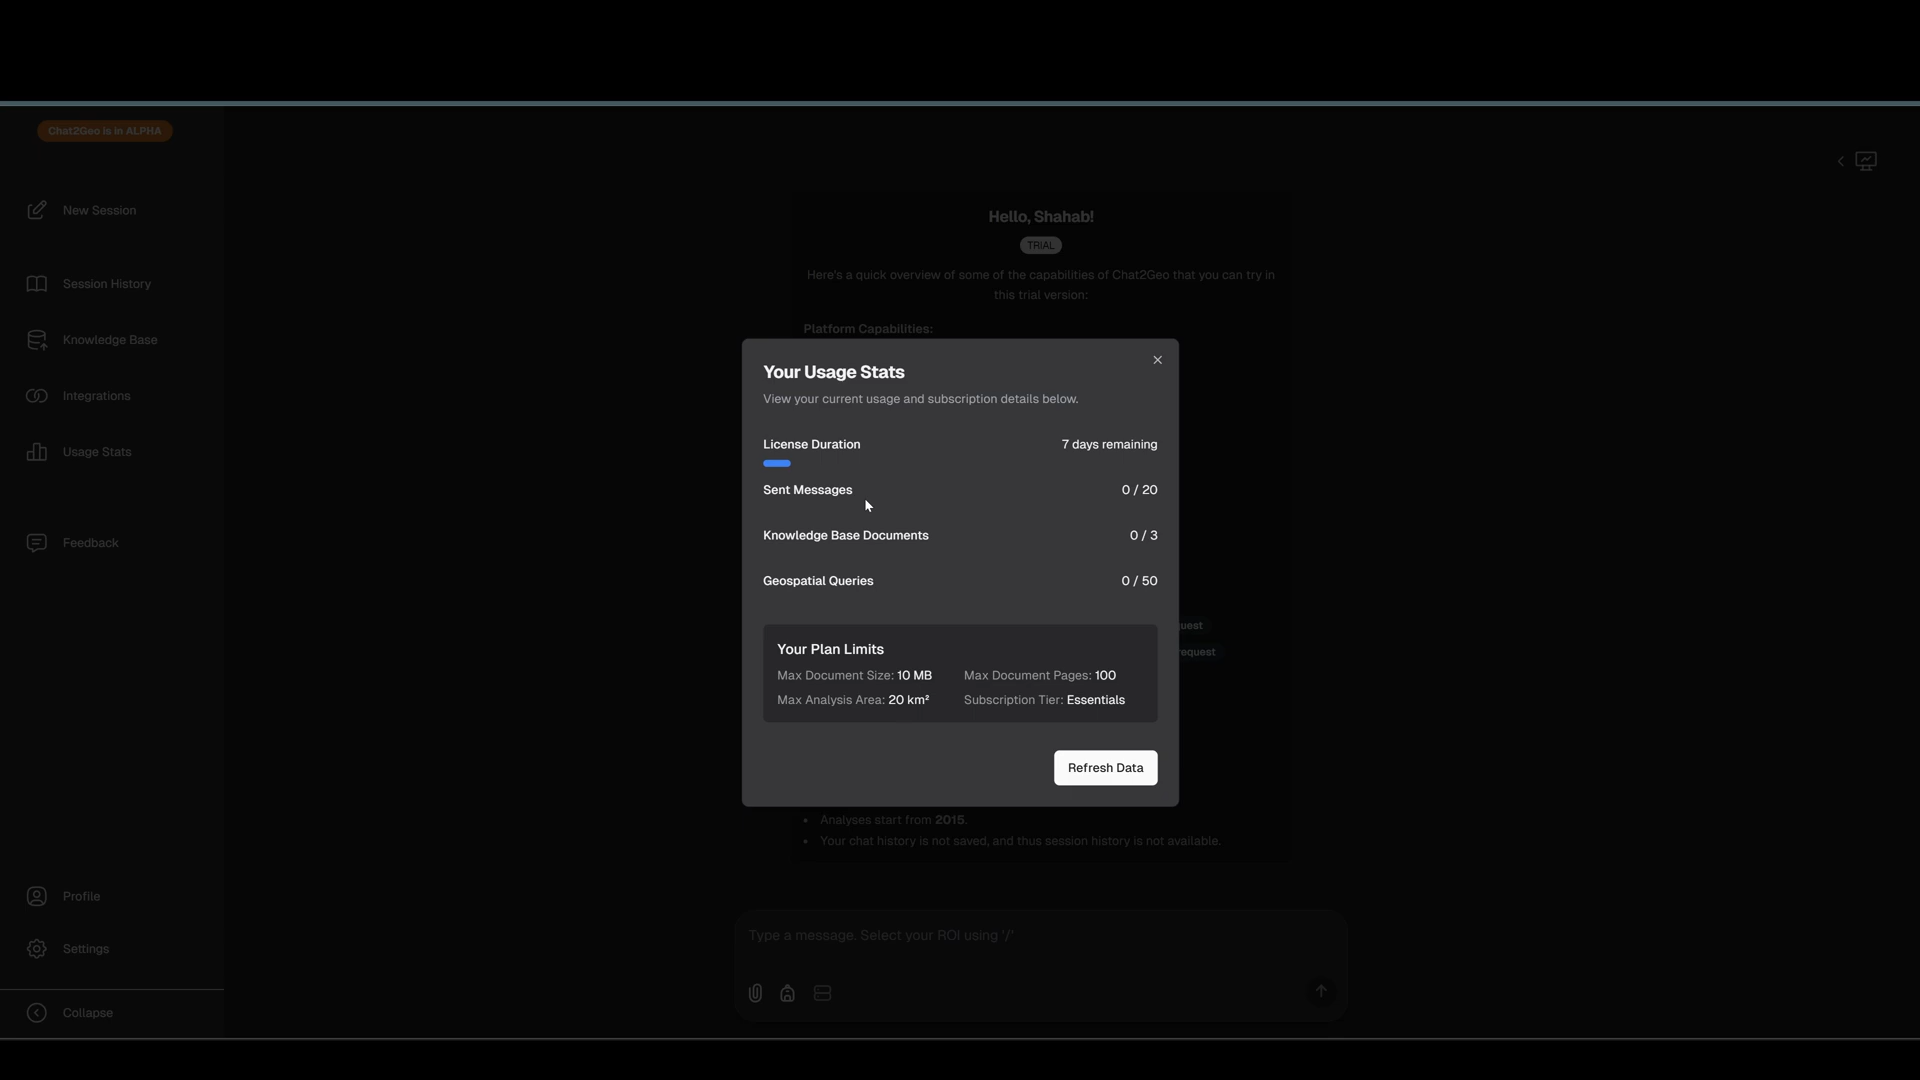 Chat2Geo is in ALPHA
New Session
Session History
Knowledge Base
Integrations
Usage Stats
Feedback
Profile
Settings
Collapse
Hello, Shahab!
TRIAL
Here's a quick overview of some of the capabilities of Chat2Geo that you can try in
this trial version:
Platform Capabilities:
Your Usage Stats
View your current usage and subscription details below.
License Duration 7 days remaining
Sent Messages 0 / 20
Knowledge Base Documents 0 / 3
Geospatial Queries 0 / 50
Your Plan Limits
Max Document Size: 10 MB Max Document Pages: 100
Max Analysis Area: 20 km² Subscription Tier: Essentials
Refresh Data
• Analyses start from 2015.
• Your chat history is not saved, and thus session history is not available.
Type a message. Select your ROI using '/'